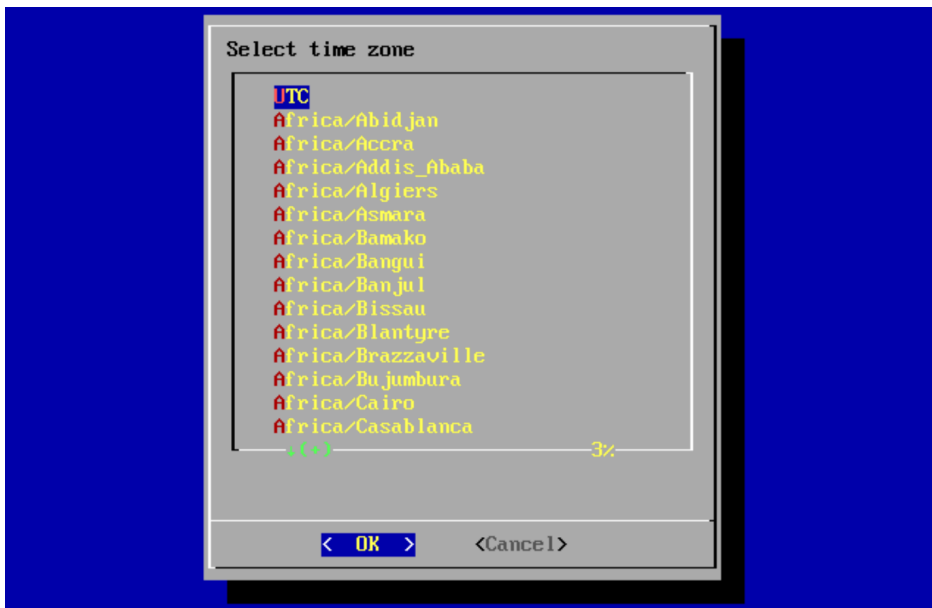 Select time zone
UTC
Africa/Abidjan
Africa/Accra
Africa/Addis_Ababa
Africa/Algiers
Africa/Asmara
Africa/Bamako
Africa/Bangui
Africa/Banjul
Africa/Bissau
Africa/Blantyre
Africa/Brazzaville
Africa/Bujumbura
Africa/Cairo
Africa/Casablanca
↓(+) 3%
< OK > <Cancel>